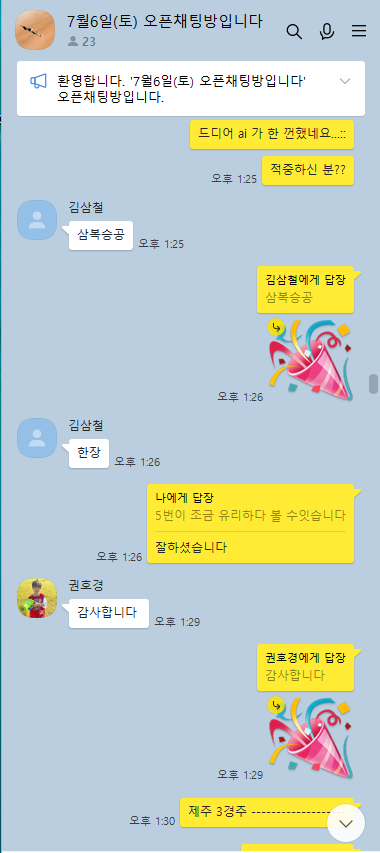 7월6일(토) 오픈채팅방입니다
23
환영합니다. '7월6일(토) 오픈채팅방입니다'
오픈채팅방입니다.
드디어 ai 가 한 껀했네요...::
적중하신 분??
오후 1:25
김삼철
삼복승공
오후 1:25
김삼철에게 답장
삼복승공
오후 1:26
김삼철
한장
오후 1:26
나에게 답장
5번이 조금 유리하다 볼 수잇습니다
잘하셨습니다
오후 1:26
권호경
감사합니다
오후 1:29
권호경에게 답장
감사합니다
오후 1:29
제주 3경주 -------------------
오후 1:30